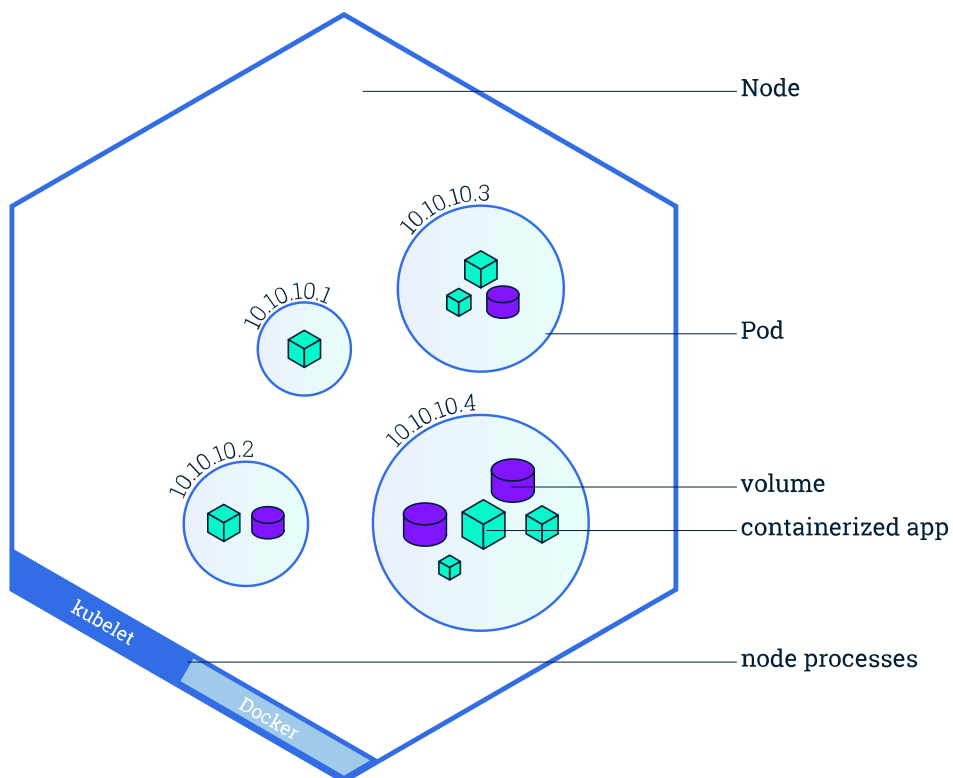 Node
10.10.10.3
10.10.10.1
Pod
10.10.10.4
10.10.10.2
volume
containerized app
kubelet
node processes
Docker